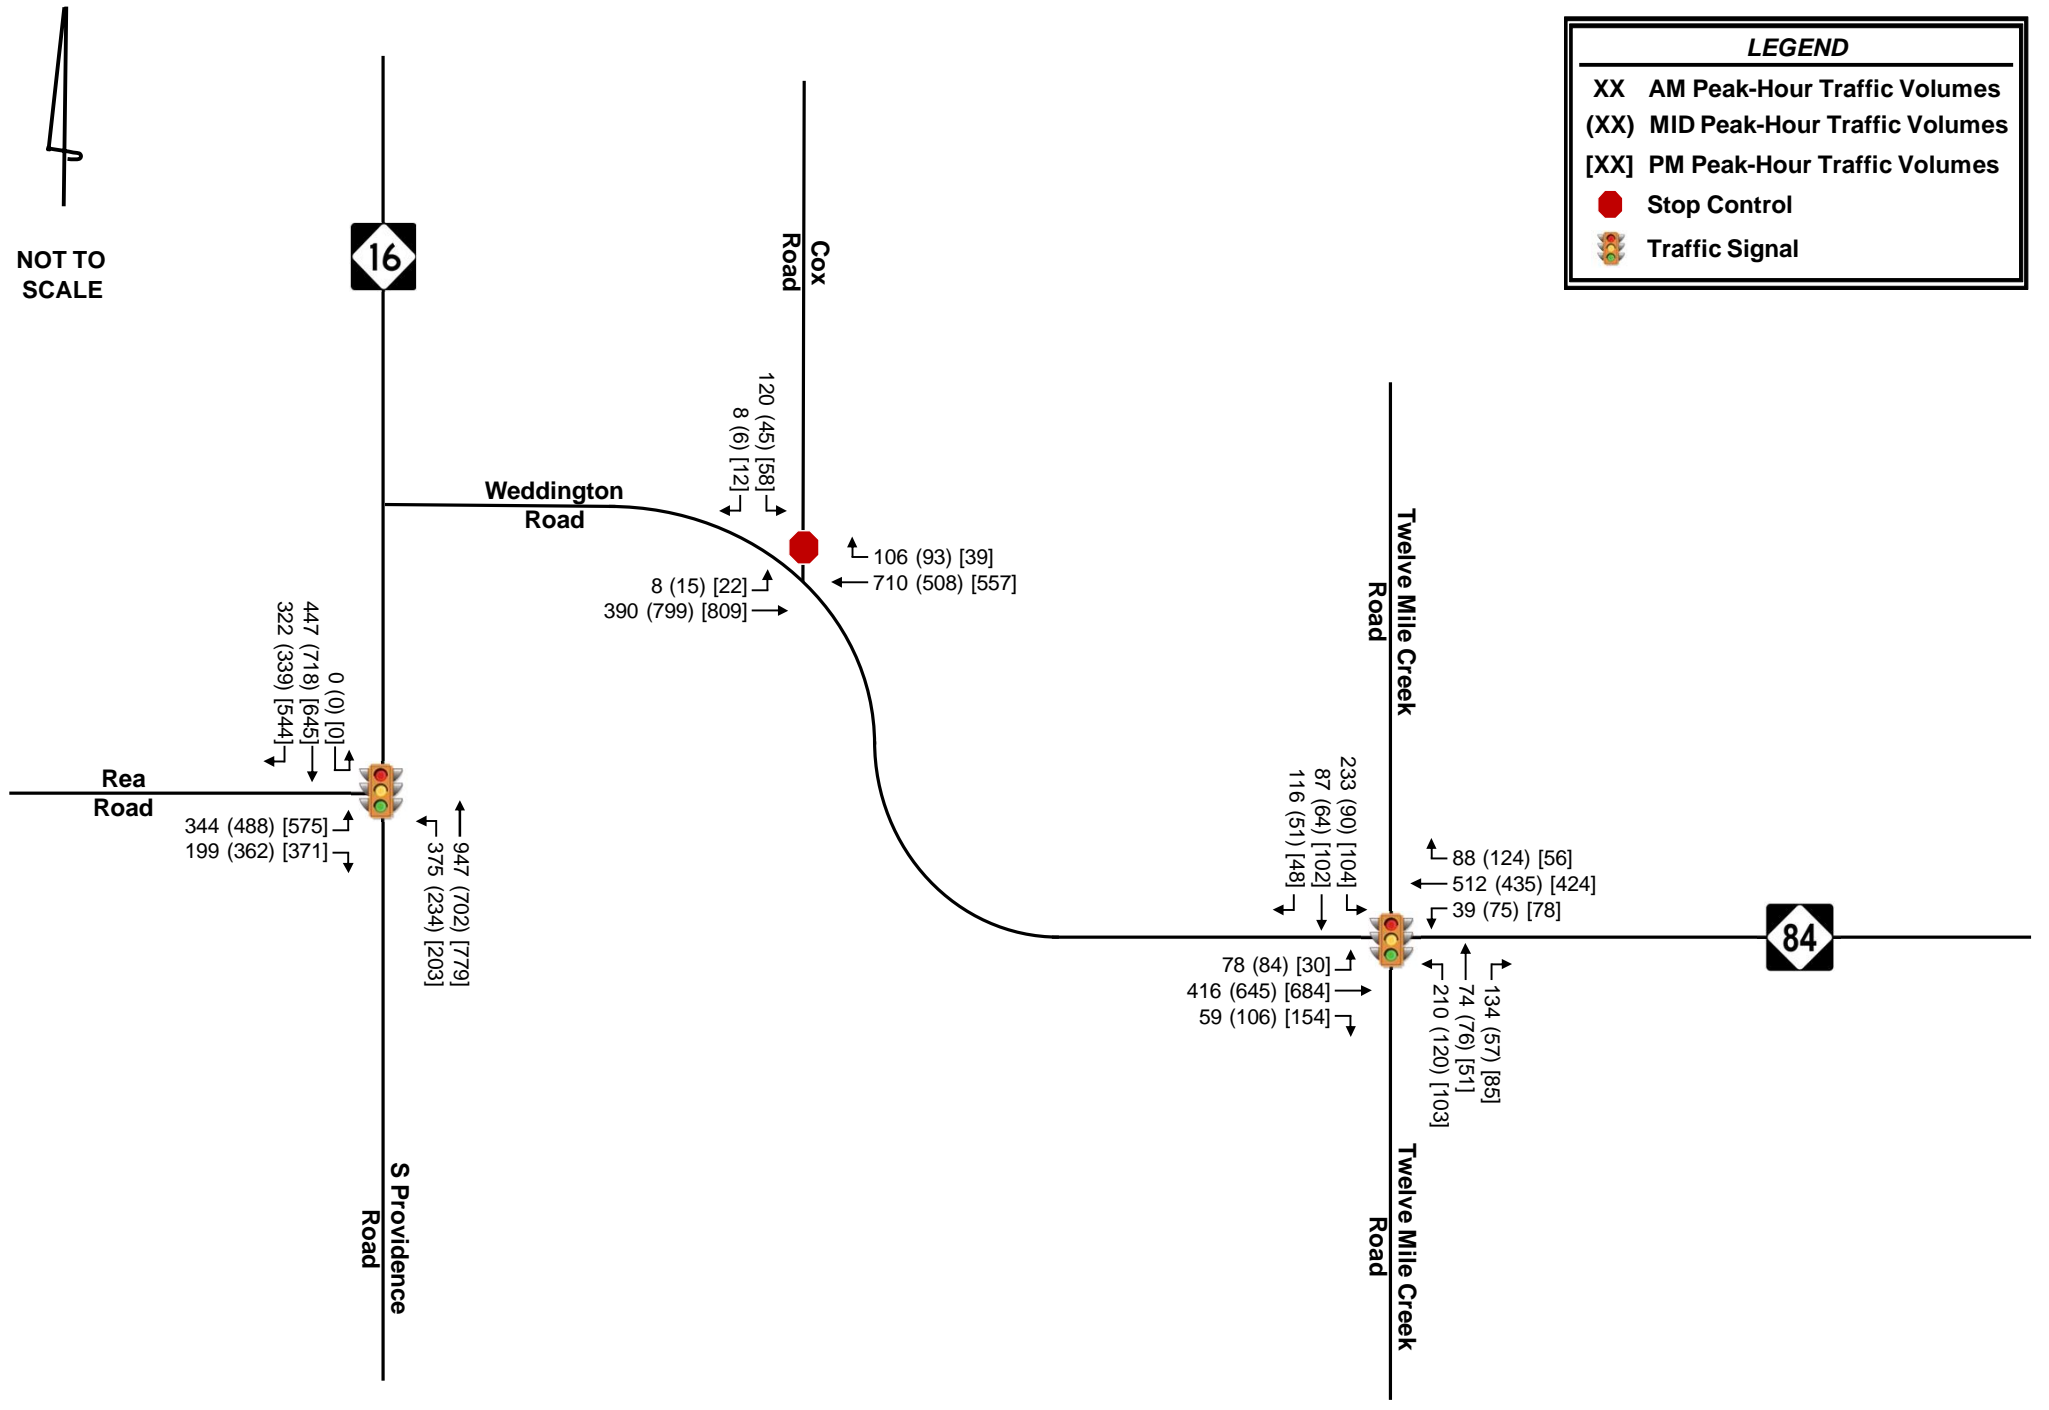 LEGEND
XX AM Peak-Hour Traffic Volumes
(XX) MID Peak-Hour Traffic Volumes
[XX] PM Peak-Hour Traffic Volumes
Stop Control
Traffic Signal
NOT TO
SCALE
16
Cox
Road
120 (45) [58]
8 (6) [12]
Weddington
Road
106 (93) [39]
710 (508) [557]
8 (15) [22]
390 (799) [809]
Twelve Mile Creek
Road
0 (0) [0]
447 (718) [645]
322 (339) [544]
Rea
Road
344 (488) [575]
199 (362) [371]
947 (702) [779]
375 (234) [203]
233 (90) [104]
87 (64) [102]
116 (51) [48]
88 (124) [56]
512 (435) [424]
39 (75) [78]
84
78 (84) [30]
416 (645) [684]
59 (106) [154]
134 (57) [85]
74 (76) [51]
210 (120) [103]
S Providence
Road
Twelve Mile Creek
Road